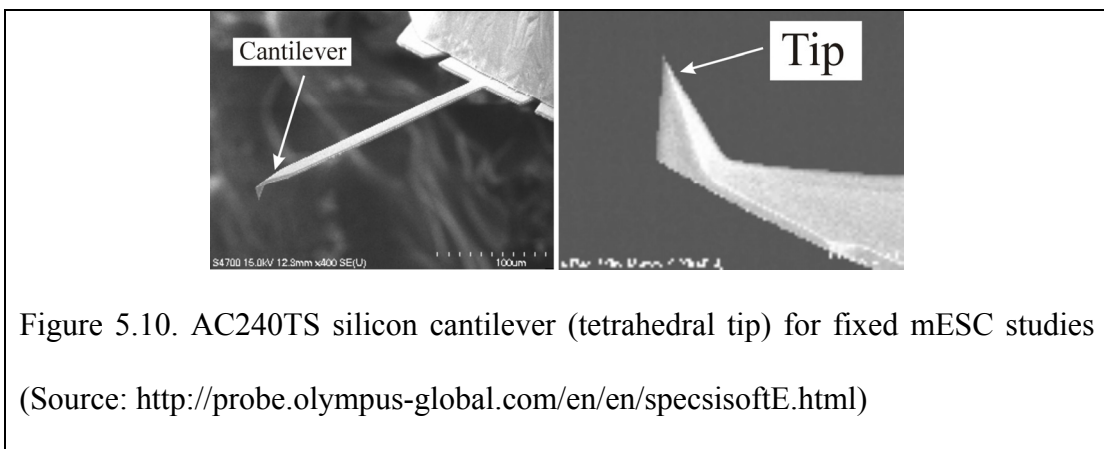 Cantilever
Tip
S4700 15.0kV 12.3mm x400 SE(U)
100um
Figure 5.10. AC240TS silicon cantilever (tetrahedral tip) for fixed mESC studies
(Source: http://probe.olympus-global.com/en/en/specsisoftE.html)